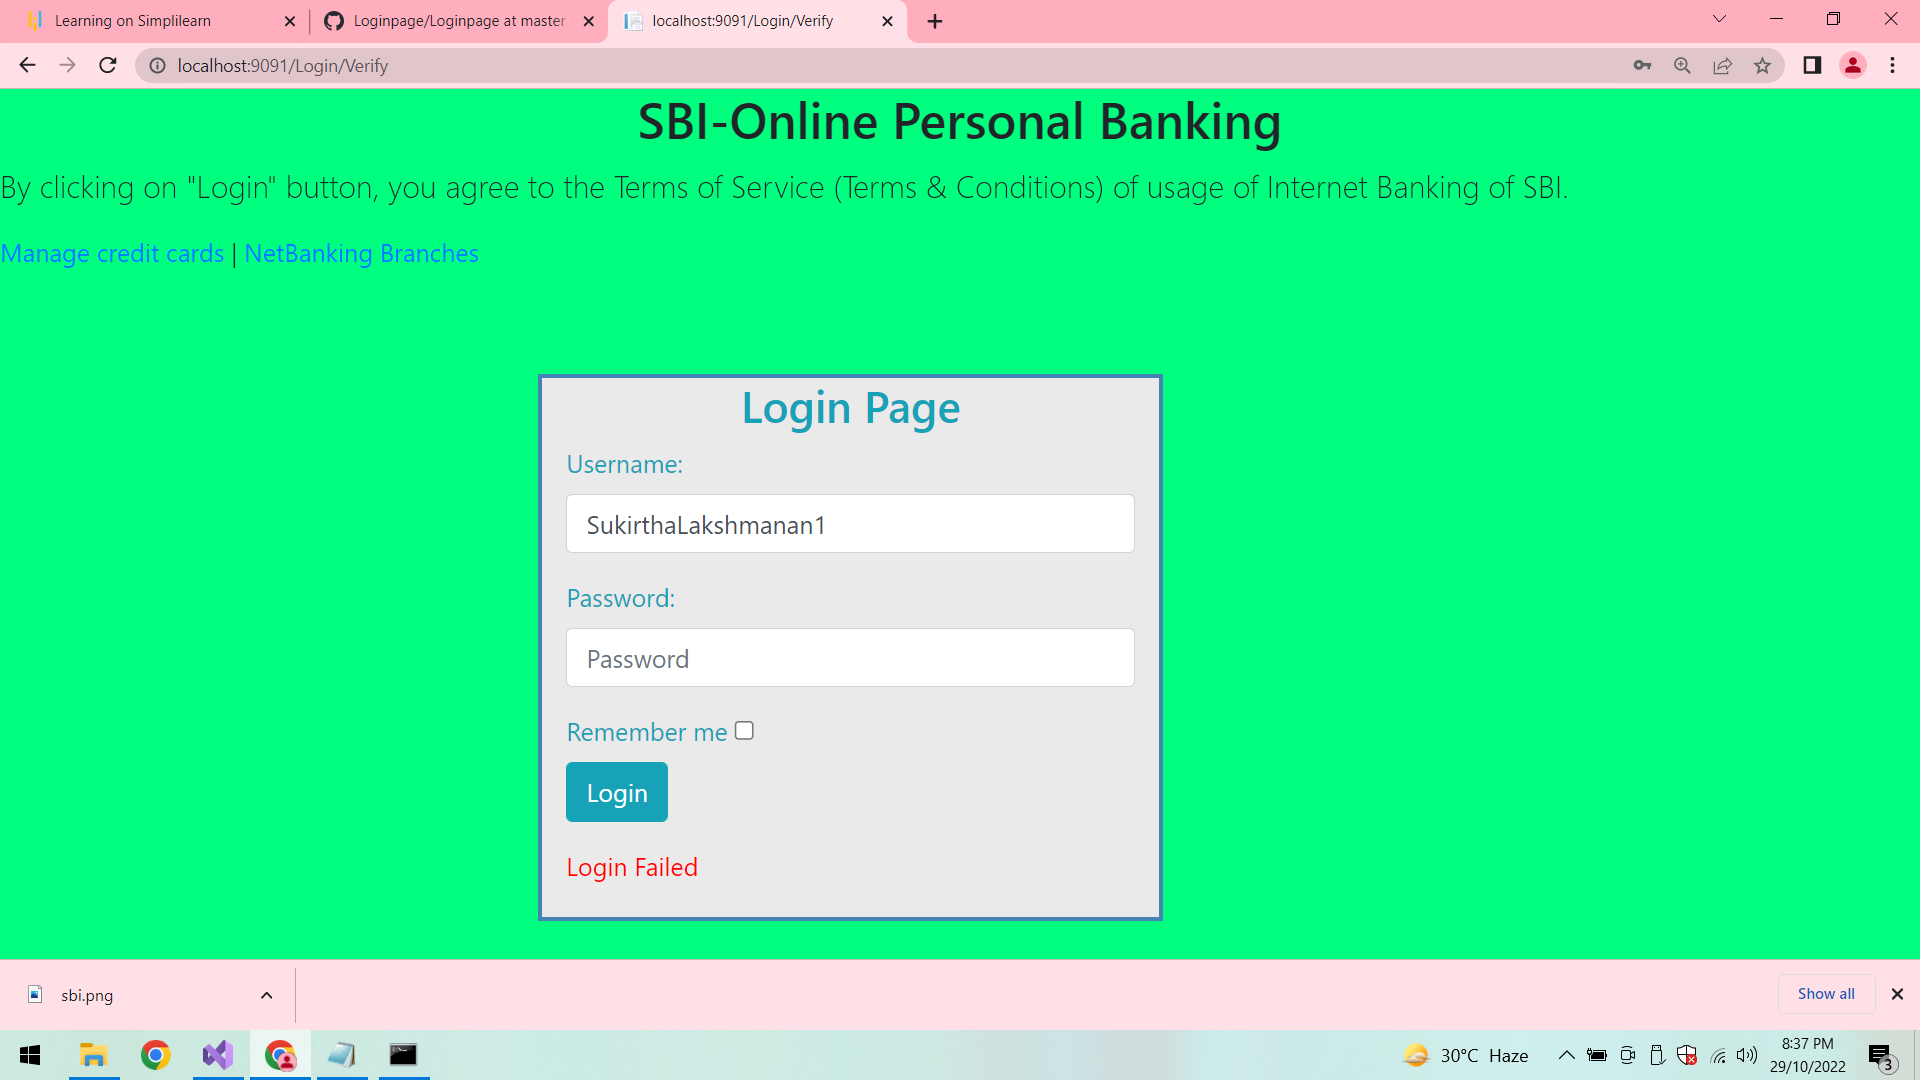 Learning on Simplilearn
Loginpage/Loginpage at master
localhost:9091/Login/Verify
localhost:9091/Login/Verify
SBI-Online Personal Banking
By clicking on "Login" button, you agree to the Terms of Service (Terms & Conditions) of usage of Internet Banking of SBI.
Manage credit cards | NetBanking Branches
Login Page
Username:
SukirthaLakshmanan1
Password:
Password
Remember me
Login
Login Failed
sbi.png
Show all
30°C Haze
8:37 PM
29/10/2022
3